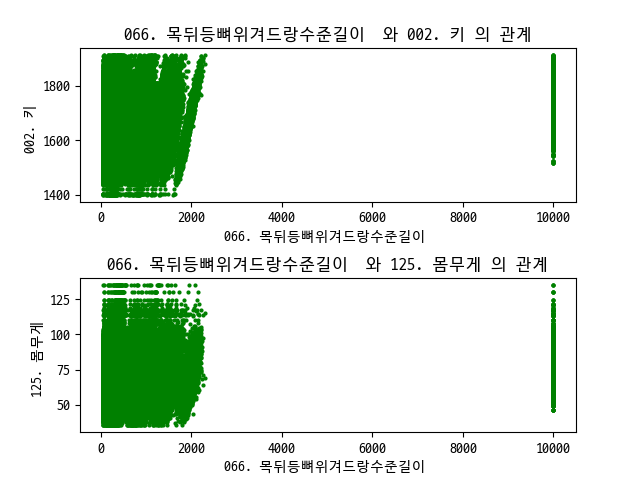 066. 목뒤등뼈위겨드랑수준길이  와 002. 키 의 관계
002. 키
1800
1600
1400
0 2000 4000 6000 8000 10000
066. 목뒤등뼈위겨드랑수준길이
066. 목뒤등뼈위겨드랑수준길이  와 125. 몸무게 의 관계
125. 몸무게
125
100
75
50
0 2000 4000 6000 8000 10000
066. 목뒤등뼈위겨드랑수준길이